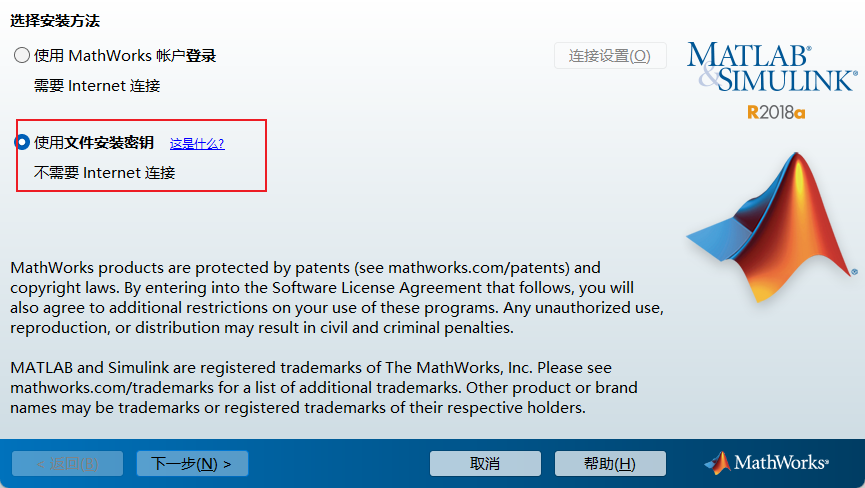 选择安装方法
使用 MathWorks 帐户登录
连接设置(O)
需要 Internet 连接
使用文件安装密钥 这是什么?
不需要 Internet 连接
MATLAB®
&SIMULINK®
R2018a
®
MathWorks products are protected by patents (see mathworks.com/patents) and
copyright laws. By entering into the Software License Agreement that follows, you will
also agree to additional restrictions on your use of these programs. Any unauthorized use,
reproduction, or distribution may result in civil and criminal penalties.
MATLAB and Simulink are registered trademarks of The MathWorks, Inc. Please see
mathworks.com/trademarks for a list of additional trademarks. Other product or brand
names may be trademarks or registered trademarks of their respective holders.
< 返回(B) 下一步(N) > 取消 帮助(H) MathWorks®